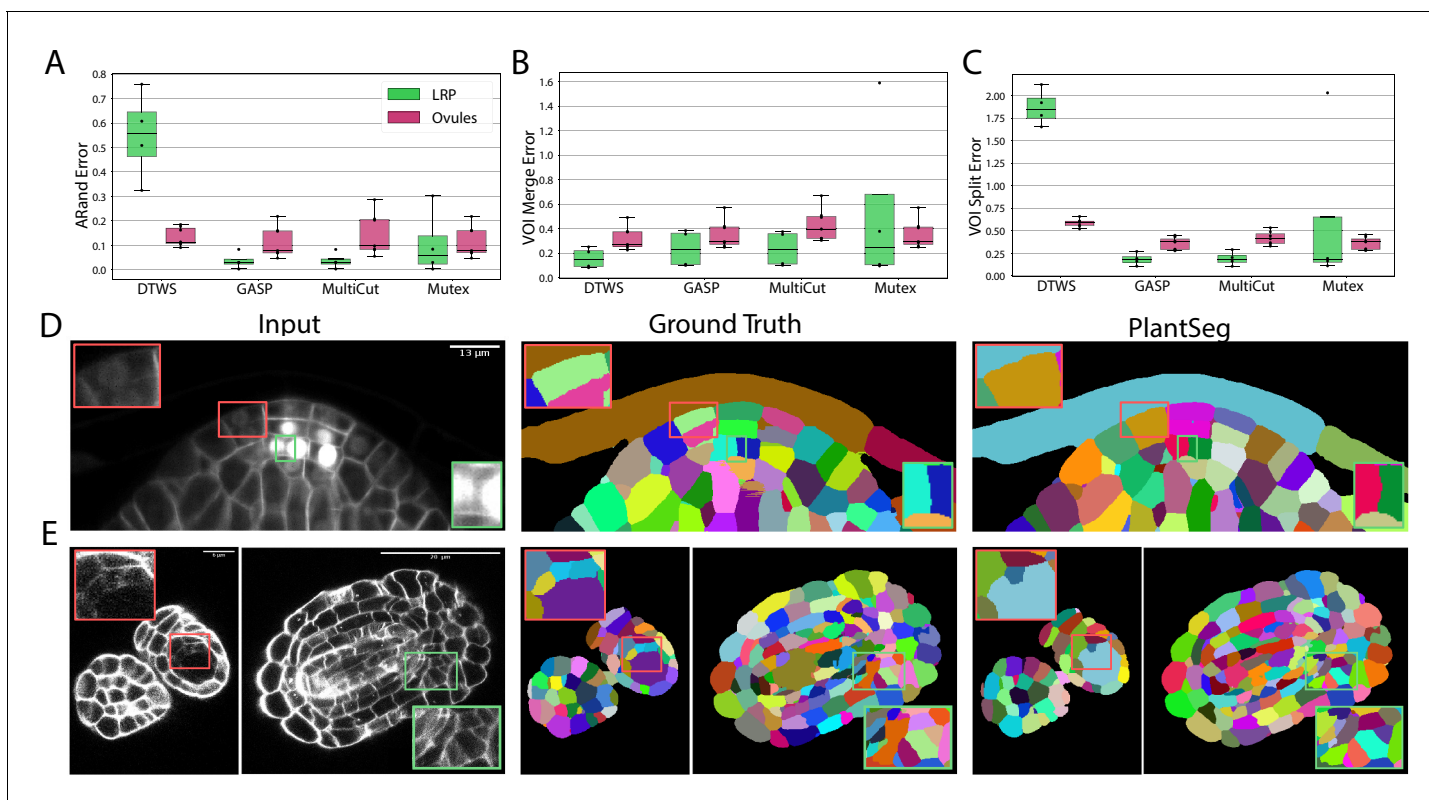 A
B
C
ARand Error
0.8
0.7
0.6
0.5
0.4
0.3
0.2
0.1
0.0
LRP
Ovules
DTWS GASP MultiCut Mutex
VOI Merge Error
1.6
1.4
1.2
1.0
0.8
0.6
0.4
0.2
0.0
DTWS GASP MultiCut Mutex
VOI Split Error
2.00
1.75
1.50
1.25
1.00
0.75
0.50
0.25
0.00
DTWS GASP MultiCut Mutex
D
Input
Ground Truth
PlantSeg
13 μm
E
6 μm
20 μm